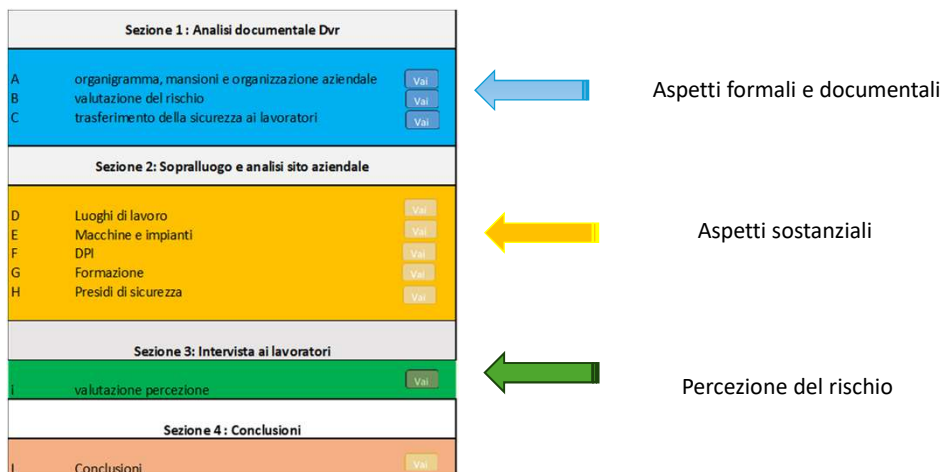 Sezione 1 : Analisi documentale Dvr
A organigramma, mansioni e organizzazione aziendale Vai
B valutazione del rischio Vai
C trasferimento della sicurezza ai lavoratori Vai
Aspetti formali e documentali
Sezione 2: Sopralluogo e analisi sito aziendale
D Luoghi di lavoro Vai
E Macchine e impianti Vai
F DPI Vai
G Formazione Vai
H Presidi di sicurezza Vai
Aspetti sostanziali
Sezione 3: Intervista ai lavoratori
I valutazione percezione Vai
Percezione del rischio
Sezione 4 : Conclusioni
L Conclusioni Vai